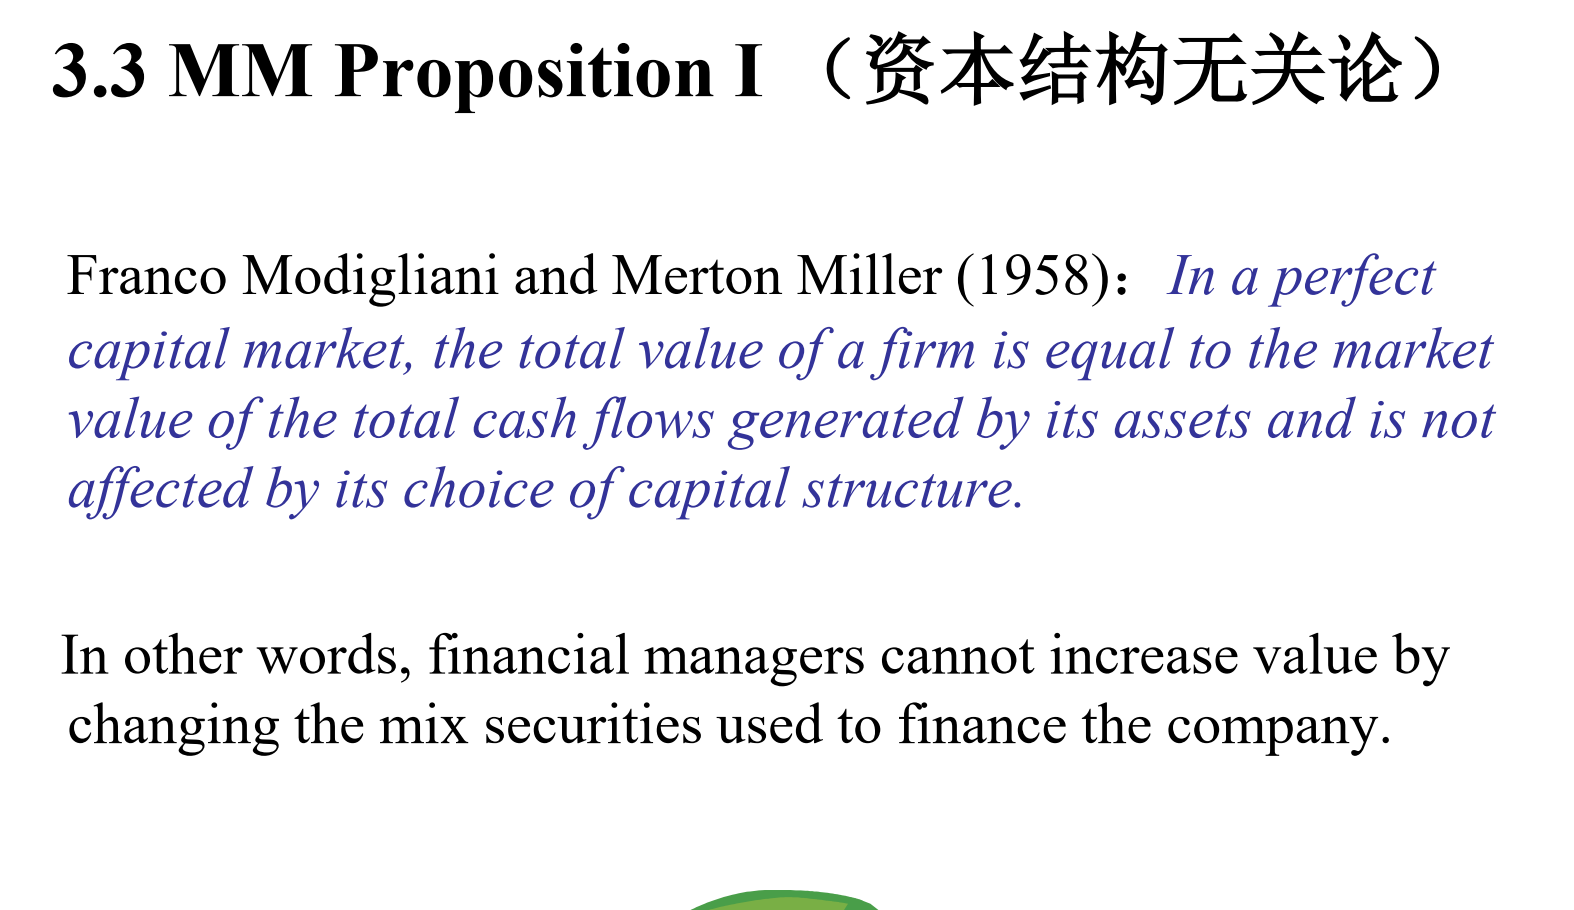 3.3 MM Proposition I （资本结构无关论）
Franco Modigliani and Merton Miller (1958)：In a perfect
capital market, the total value of a firm is equal to the market
value of the total cash flows generated by its assets and is not
affected by its choice of capital structure.
In other words, financial managers cannot increase value by
changing the mix securities used to finance the company.